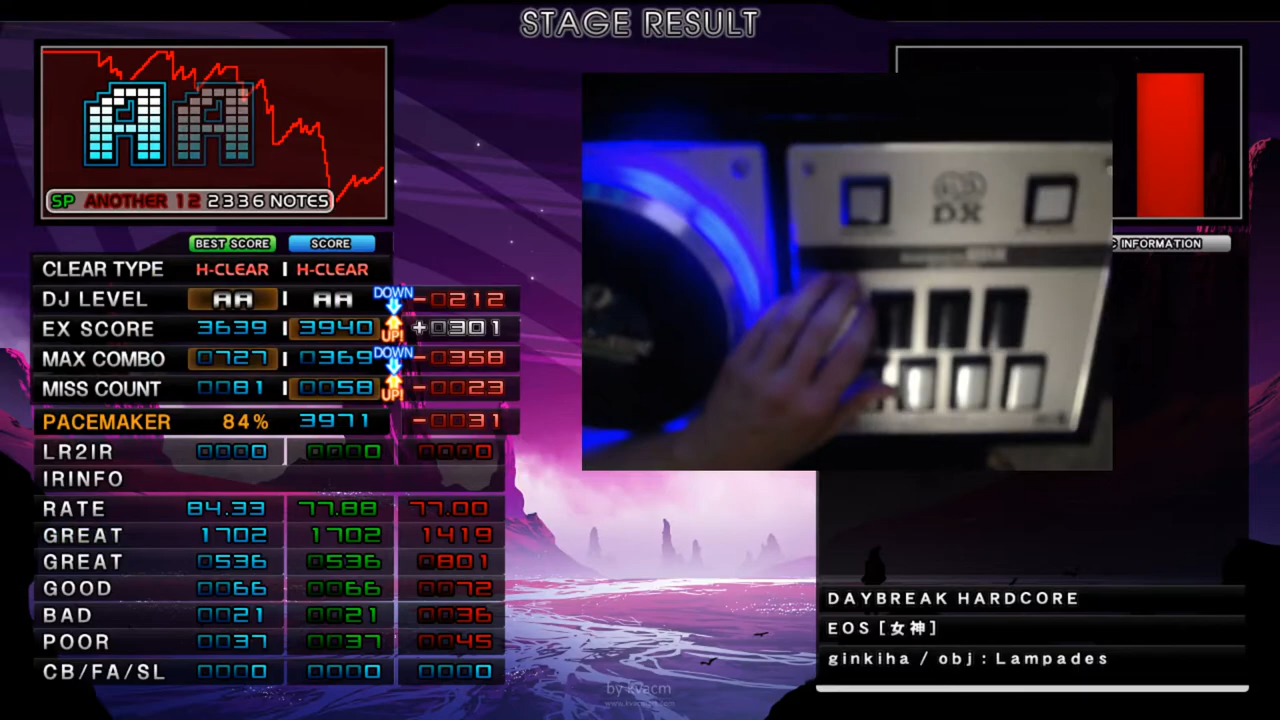 STAGE RESULT
AA
SP ANOTHER 12 2336 NOTES
BEST SCORE SCORE
CLEAR TYPE H-CLEAR H-CLEAR
DJ LEVEL AA AA DOWN -0212
EX SCORE 3639 3940 UP! +0301
MAX COMBO 0727 0369 DOWN -0358
MISS COUNT 0081 0058 UP! -0023
PACEMAKER 84% 3971 -0031
LR2IR 0000 0000 0000
IRINFO
RATE 84.33 77.88 77.00
GREAT 1702 1702 1419
GREAT 0536 0536 0801
GOOD 0066 0066 0072
BAD 0021 0021 0036
POOR 0037 0037 0045
CB/FA/SL 0000 0000 0000
DX
INFORMATION
DAYBREAK HARDCORE
EOS [女神]
ginkiha / obj : Lampades
by kvacm